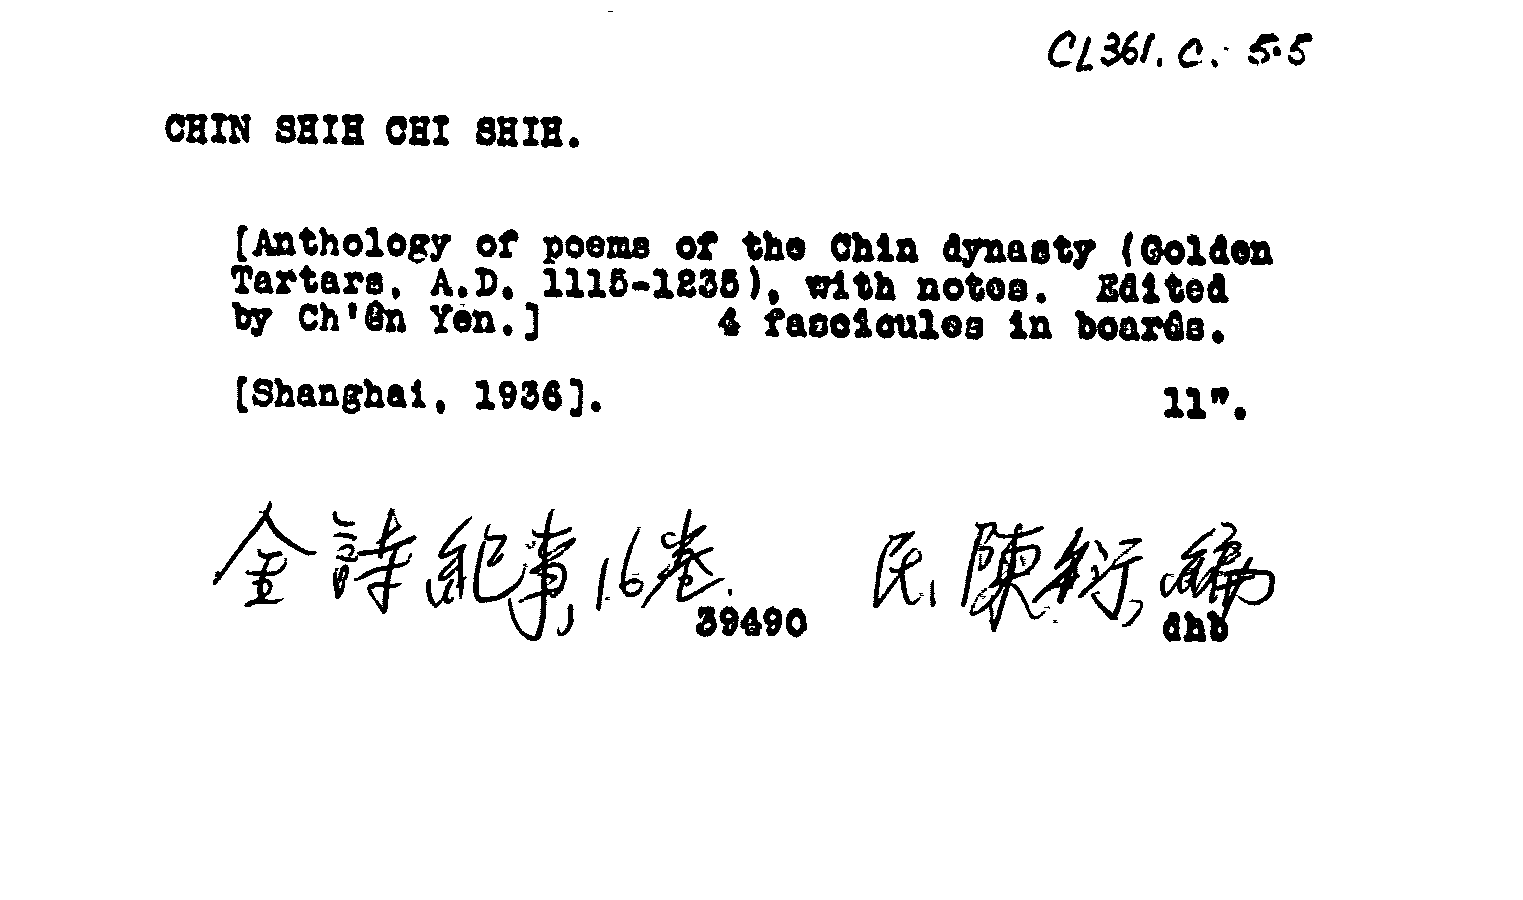 CL361. C. 5.5
CHIN SHIH CHI SHIH.
[Anthology of poems of the Chin dynasty (Golden
Tartars, A.D. 1115-1235), with notes. Edited
by Ch'ên Yen.] 4 fascicules in boards.
[Shanghai, 1936]. 11".
金詩紀事, 16卷. 民, 陳衍, 編
39490 dhb